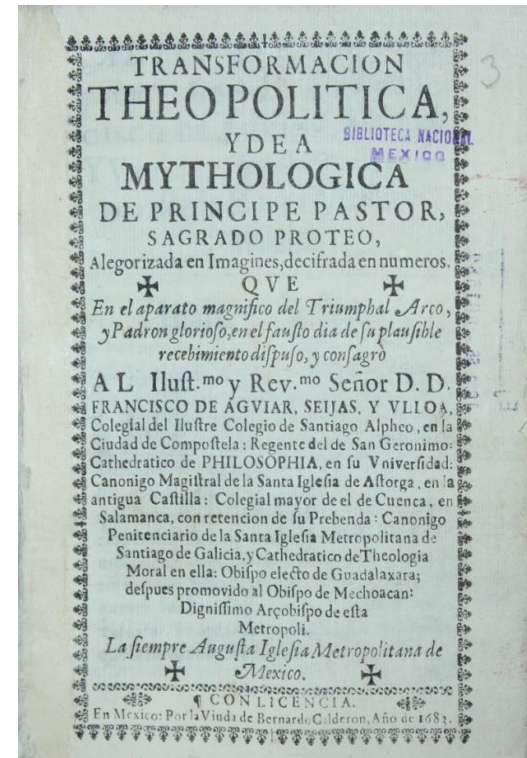 TRANSFORMACION
THEOPOLITICA,
YDEA
MYTHOLOGICA
DE PRINCIPE PASTOR,
SAGRADO PROTEO,
Alegorizada en Imagines, decifrada en numeros.
✠ QVE ✠
En el aparato magnifico del Triumphal Arco,
y Padron glorioso, en el fausto dia de su plausible
recebimiento dispuso, y consagrò
AL Ilust.mo y Rev.mo Señor D. D.
FRANCISCO DE AGVIAR, SEIJAS, Y VLLOA,
Colegial del Ilustre Colegio de Santiago Alpheo, en la
Ciudad de Compostela: Regente del de San Geronimo:
Cathedratico de PHILOSOPHIA, en su Vniversidad:
Canonigo Magistral de la Santa Iglesia de Astorga, en la
antigua Castilla: Colegial mayor de el de Cuenca, en
Salamanca, con retencion de su Prebenda: Canonigo
Penitenciario de la Santa Iglesia Metropolitana de
Santiago de Galicia, y Cathedratico de Theologia
Moral en ella: Obispo electo de Guadalaxara;
despues promovido al Obispo de Mechoacan:
Dignissimo Arçobispo de esta
Metropoli.
La siempre Augusta Iglesia Metropolitana de
✠ Mexico. ✠
¶ CON LICENCIA.
En Mexico: Por la Viuda de Bernardo Calderon, Año de 1683.
BIBLIOTECA NACIONAL
MEXICO
3